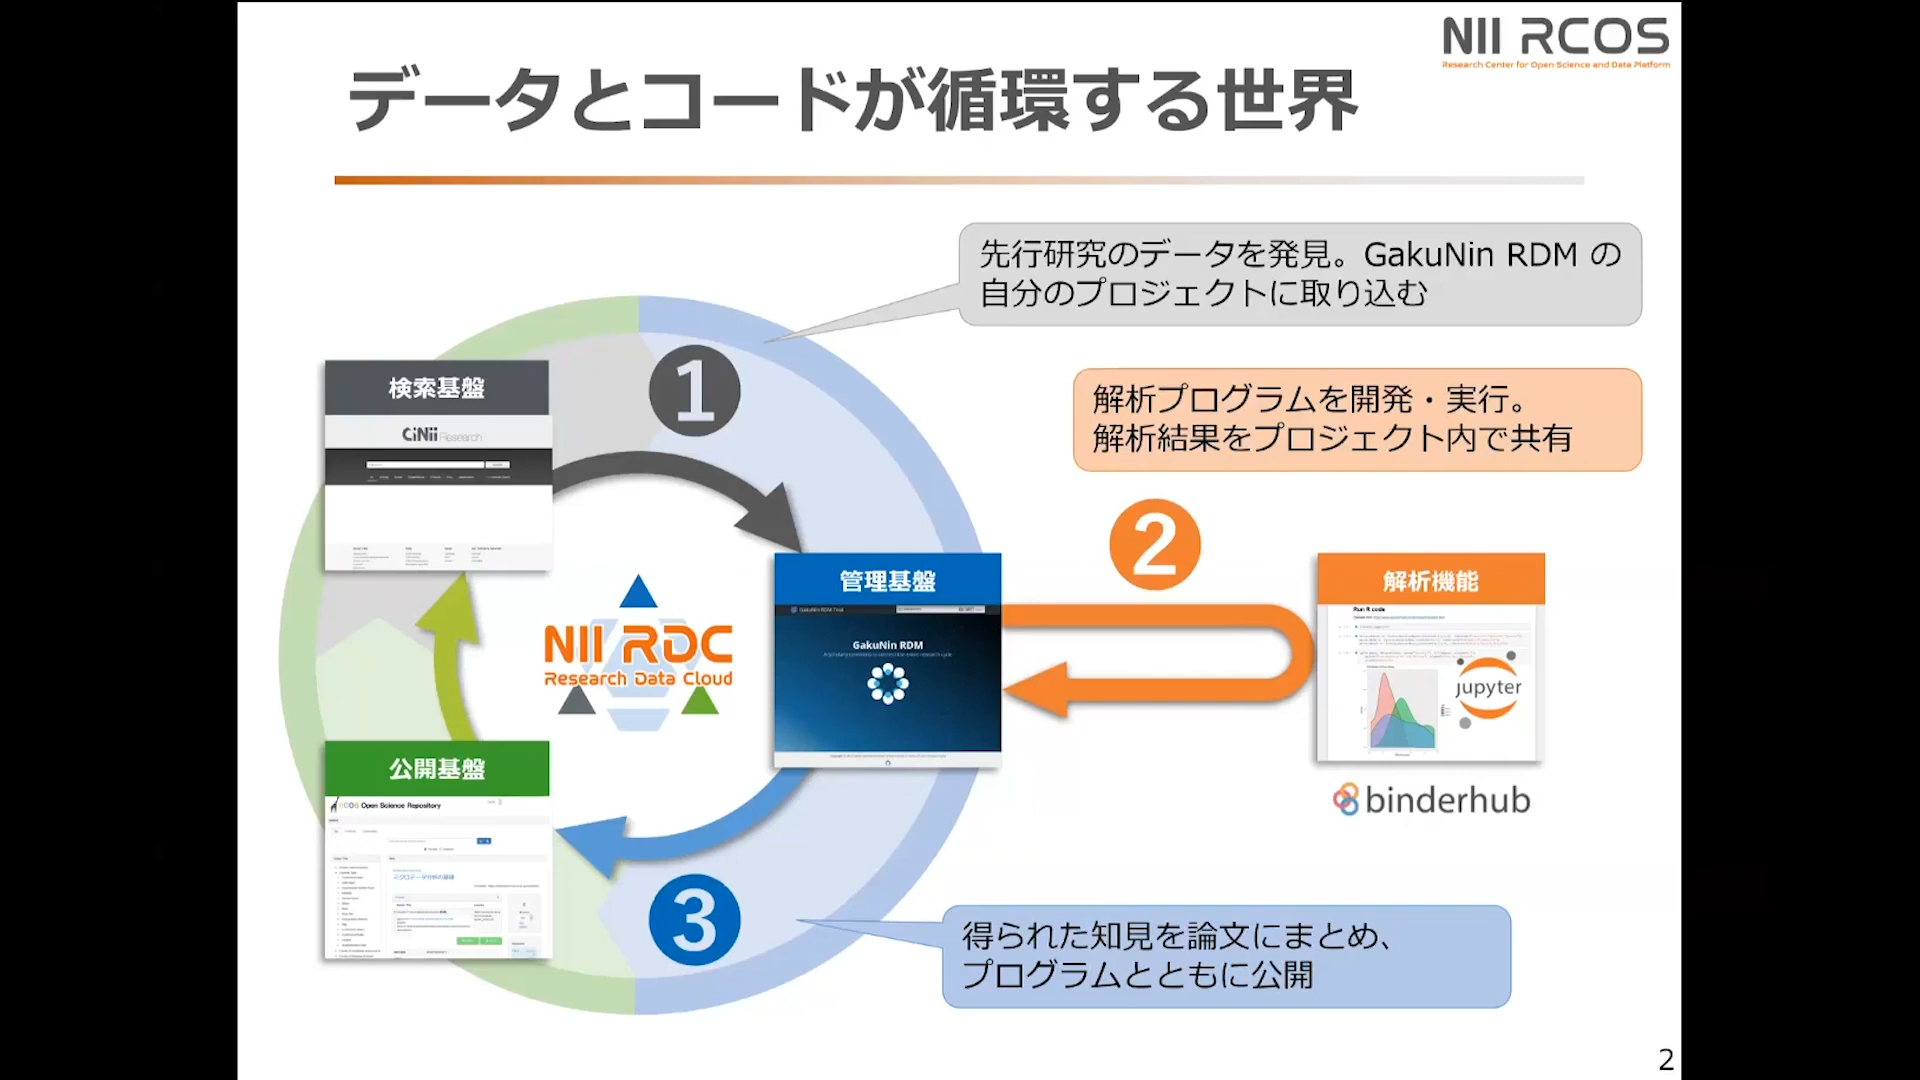 NII RCOS
Research Center for Open Science and Data Platform
データとコードが循環する世界
先行研究のデータを発見。GakuNin RDM の
自分のプロジェクトに取り込む
1
検索基盤
CiNii Research
解析プログラムを開発・実行。
解析結果をプロジェクト内で共有
2
管理基盤
GakuNin RDM
解析機能
Run R code
jupyter
binderhub
NII RDC
Research Data Cloud
公開基盤
RCOS Open Science Repository
3
得られた知見を論文にまとめ、
プログラムとともに公開
2